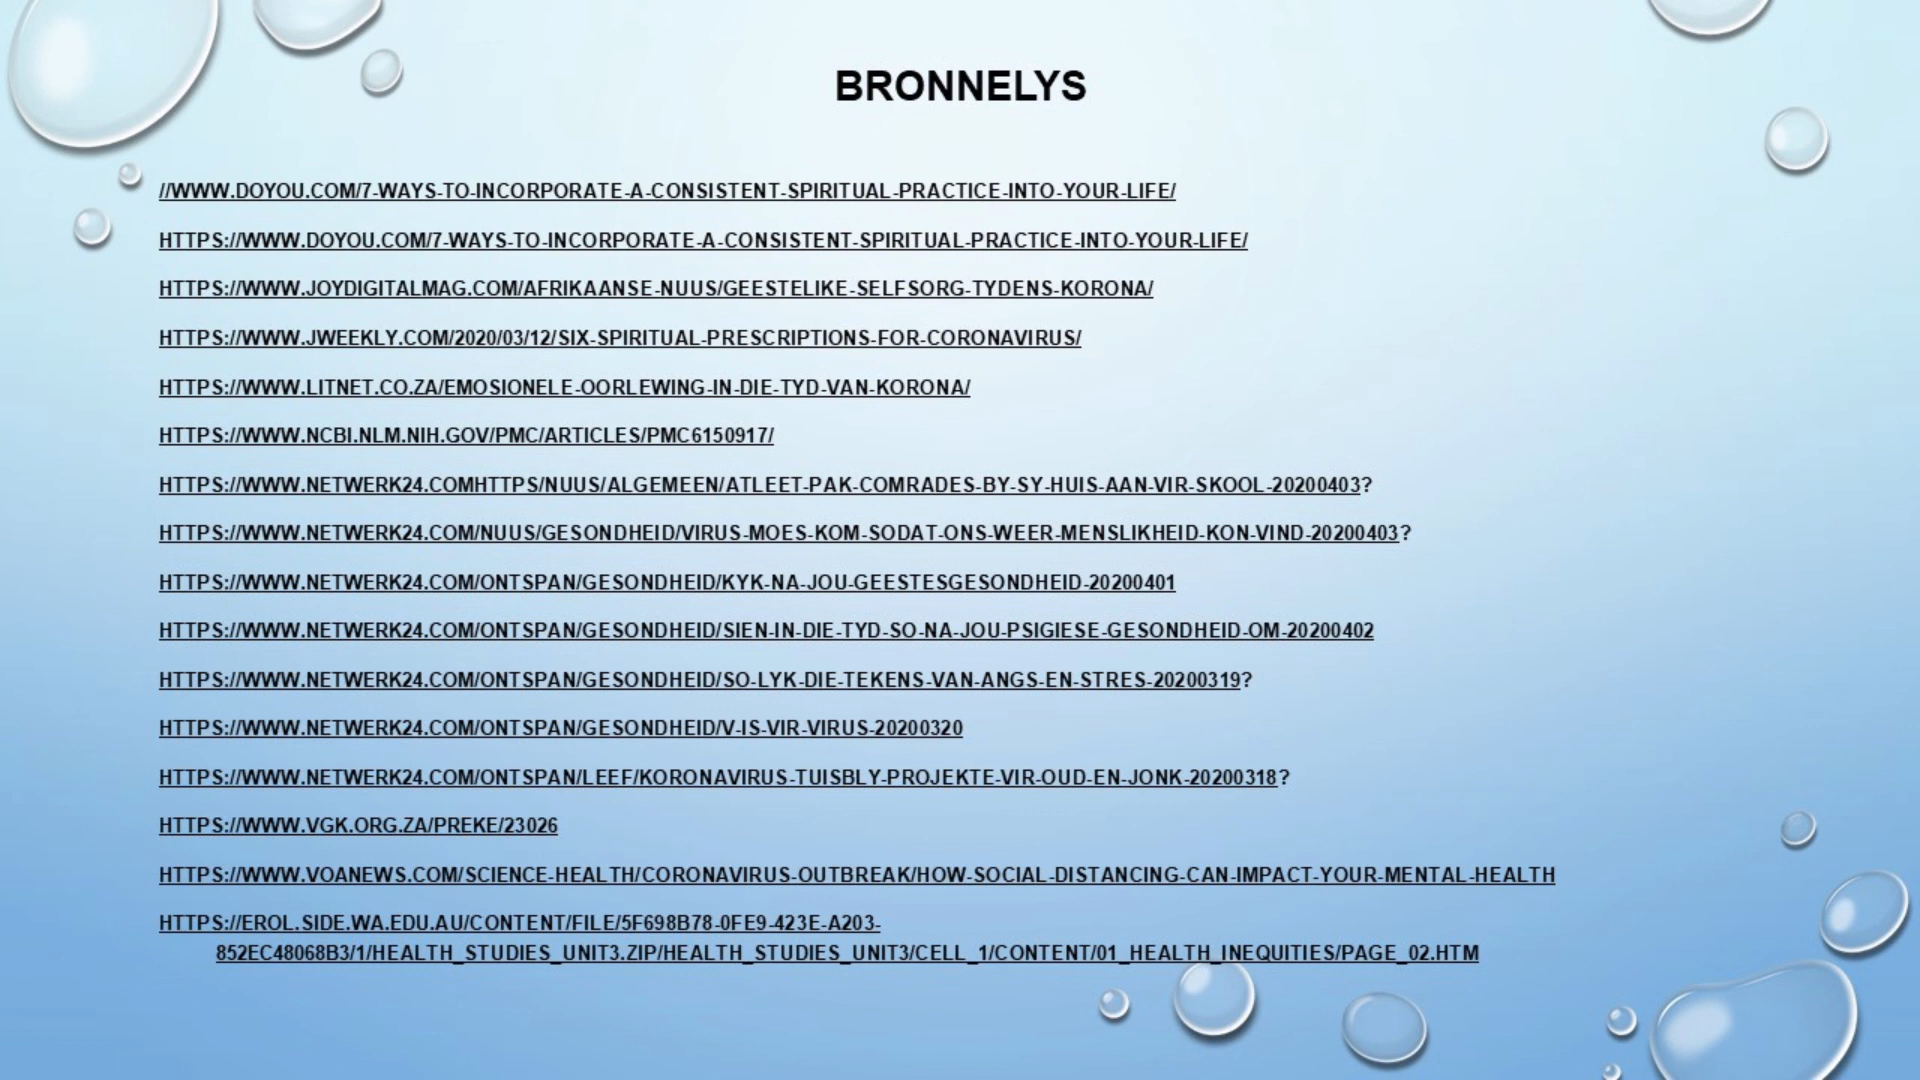 BRONNELYS
//WWW.DOYOU.COM/7-WAYS-TO-INCORPORATE-A-CONSISTENT-SPIRITUAL-PRACTICE-INTO-YOUR-LIFE/
HTTPS://WWW.DOYOU.COM/7-WAYS-TO-INCORPORATE-A-CONSISTENT-SPIRITUAL-PRACTICE-INTO-YOUR-LIFE/
HTTPS://WWW.JOYDIGITALMAG.COM/AFRIKAANSE-NUUS/GEESTELIKE-SELFSORG-TYDENS-KORONA/
HTTPS://WWW.JWEEKLY.COM/2020/03/12/SIX-SPIRITUAL-PRESCRIPTIONS-FOR-CORONAVIRUS/
HTTPS://WWW.LITNET.CO.ZA/EMOSIONELE-OORLEWING-IN-DIE-TYD-VAN-KORONA/
HTTPS://WWW.NCBI.NLM.NIH.GOV/PMC/ARTICLES/PMC6150917/
HTTPS://WWW.NETWERK24.COMHTTPS/NUUS/ALGEMEEN/ATLEET-PAK-COMRADES-BY-SY-HUIS-AAN-VIR-SKOOL-20200403?
HTTPS://WWW.NETWERK24.COM/NUUS/GESONDHEID/VIRUS-MOES-KOM-SODAT-ONS-WEER-MENSLIKHEID-KON-VIND-20200403?
HTTPS://WWW.NETWERK24.COM/ONTSPAN/GESONDHEID/KYK-NA-JOU-GEESTESGESONDHEID-20200401
HTTPS://WWW.NETWERK24.COM/ONTSPAN/GESONDHEID/SIEN-IN-DIE-TYD-SO-NA-JOU-PSIGIESE-GESONDHEID-OM-20200402
HTTPS://WWW.NETWERK24.COM/ONTSPAN/GESONDHEID/SO-LYK-DIE-TEKENS-VAN-ANGS-EN-STRES-20200319?
HTTPS://WWW.NETWERK24.COM/ONTSPAN/GESONDHEID/V-IS-VIR-VIRUS-20200320
HTTPS://WWW.NETWERK24.COM/ONTSPAN/LEEF/KORONAVIRUS-TUISBLY-PROJEKTE-VIR-OUD-EN-JONK-20200318?
HTTPS://WWW.VGK.ORG.ZA/PREKE/23026
HTTPS://WWW.VOANEWS.COM/SCIENCE-HEALTH/CORONAVIRUS-OUTBREAK/HOW-SOCIAL-DISTANCING-CAN-IMPACT-YOUR-MENTAL-HEALTH
HTTPS://EROL.SIDE.WA.EDU.AU/CONTENT/FILE/5F698B78-0FE9-423E-A203-
852EC48068B3/1/HEALTH_STUDIES_UNIT3.ZIP/HEALTH_STUDIES_UNIT3/CELL_1/CONTENT/01_HEALTH_INEQUITIES/PAGE_02.HTM